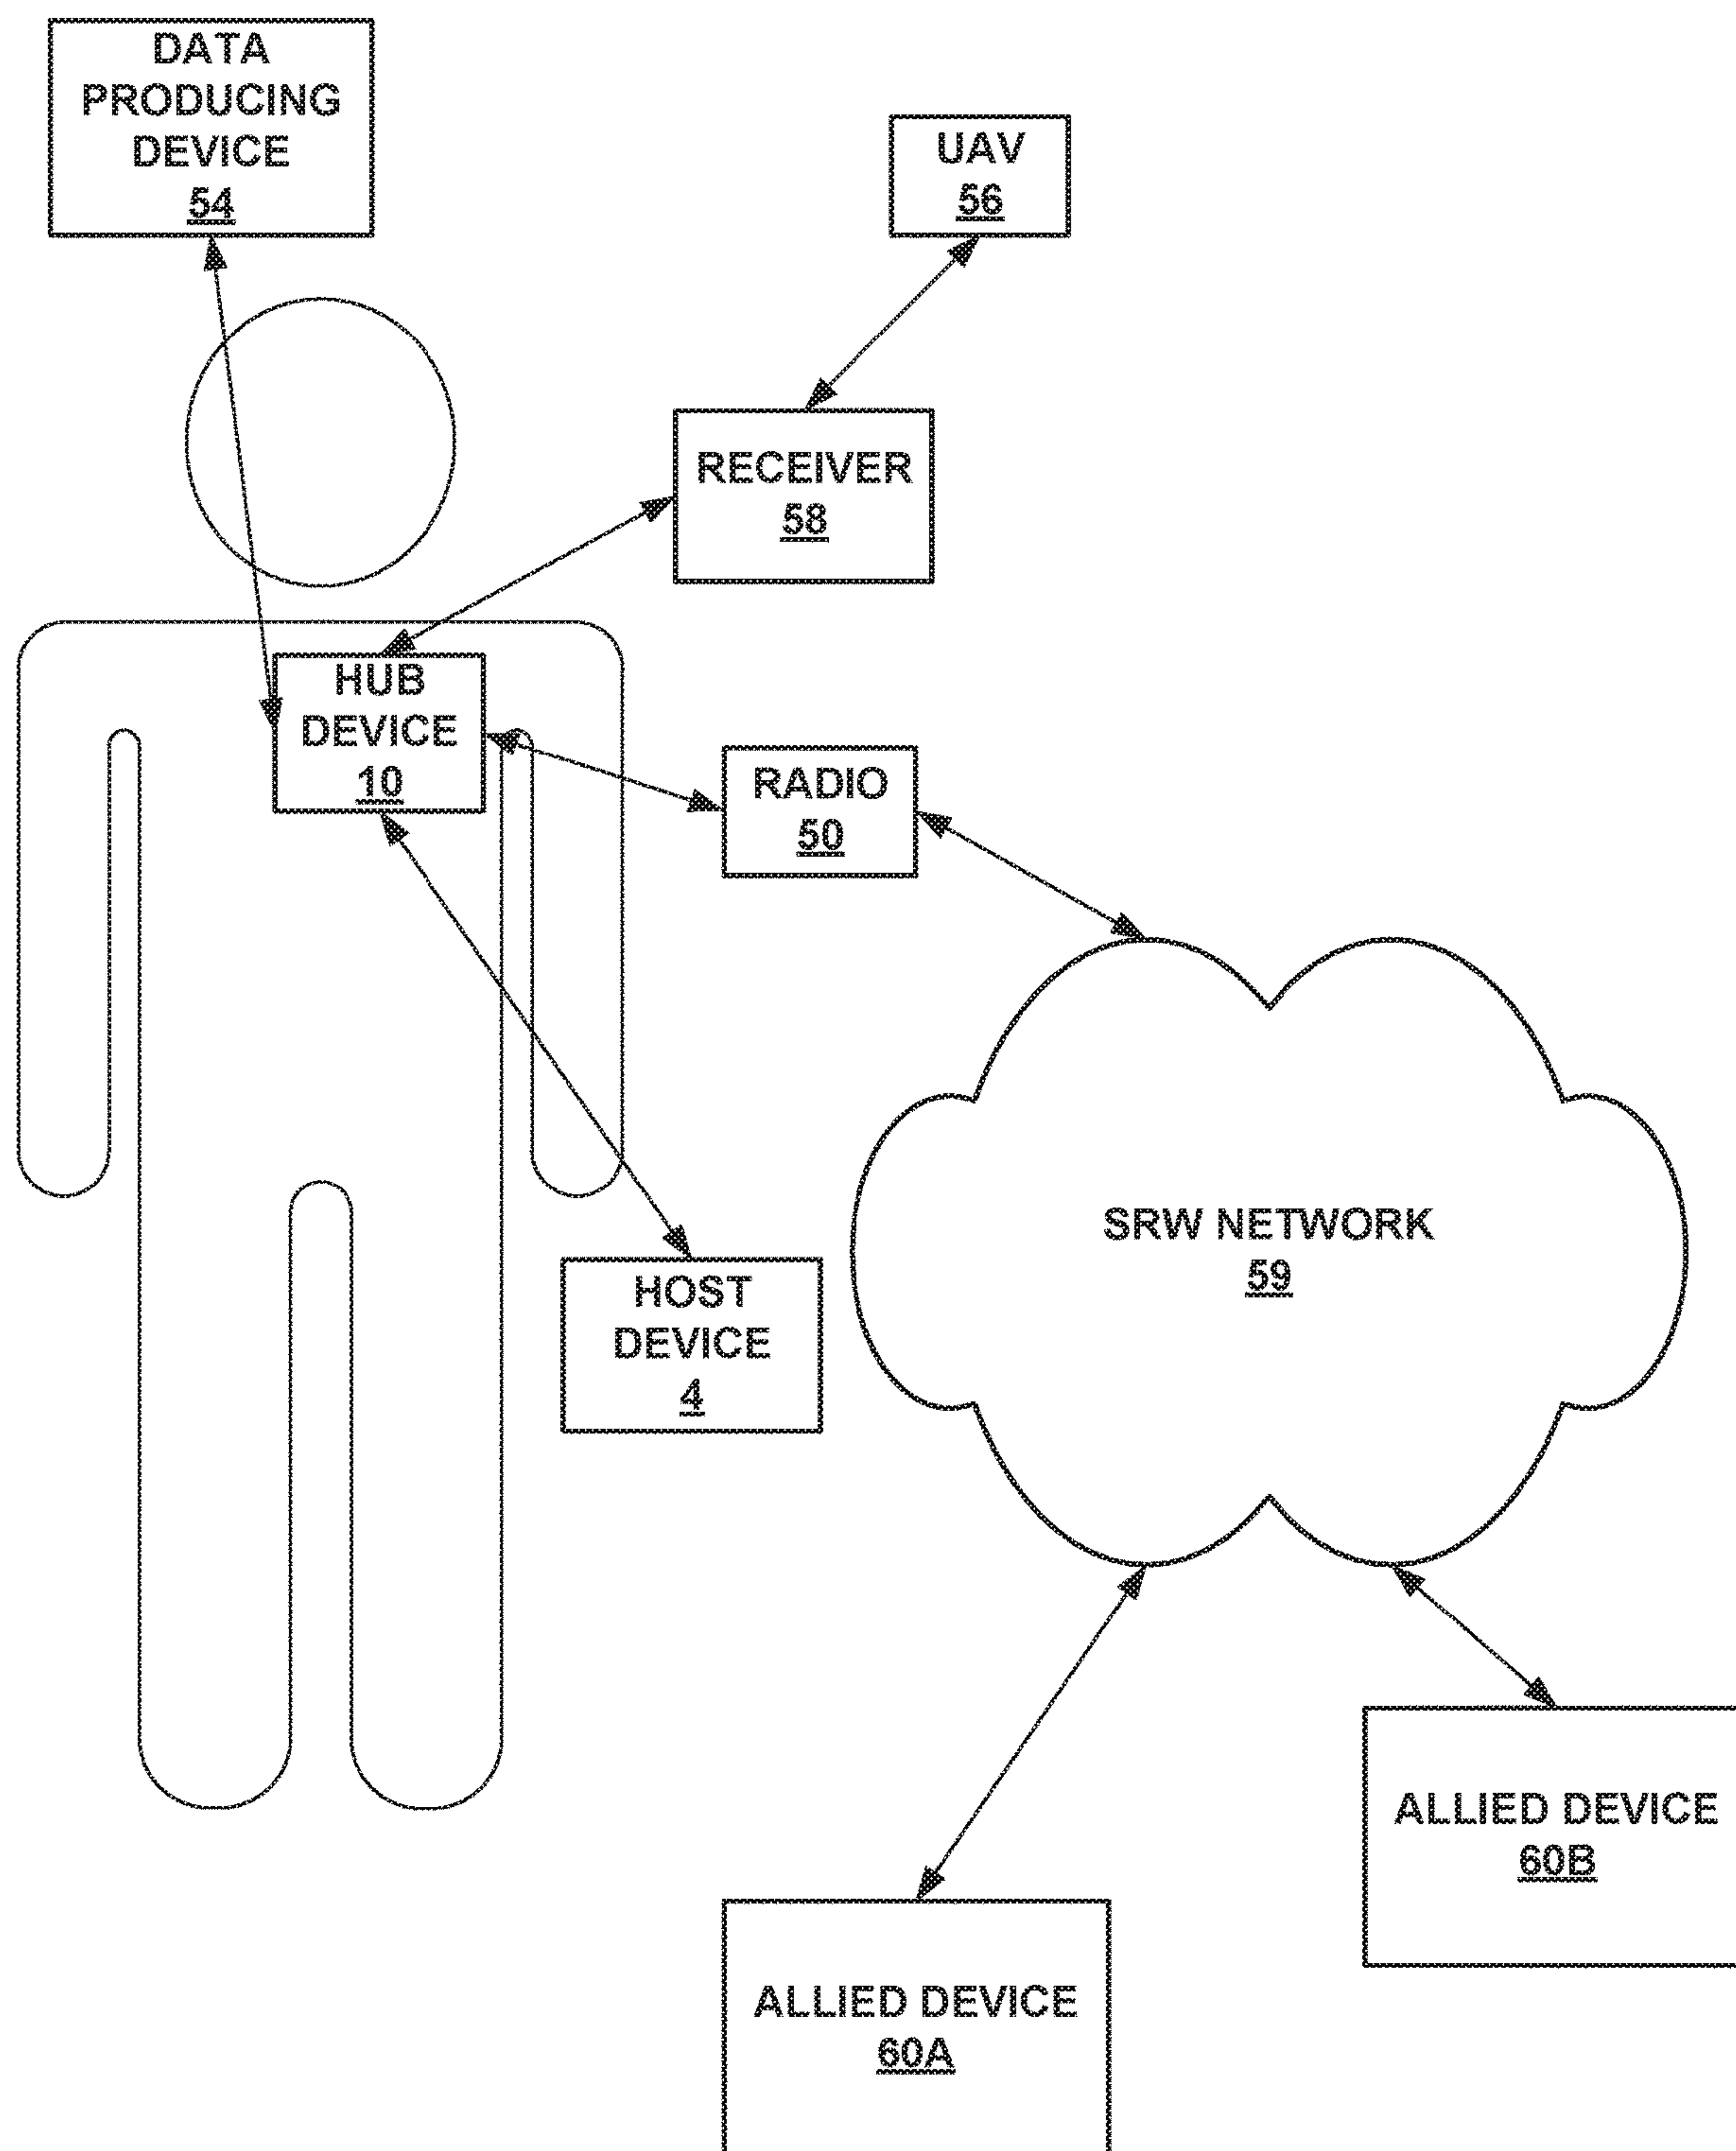 DATA
PRODUCING
DEVICE
54
UAV
56
RECEIVER
58
HUB
DEVICE
10
RADIO
50
SRW NETWORK
59
HOST
DEVICE
4
ALLIED DEVICE
60B
ALLIED DEVICE
60A